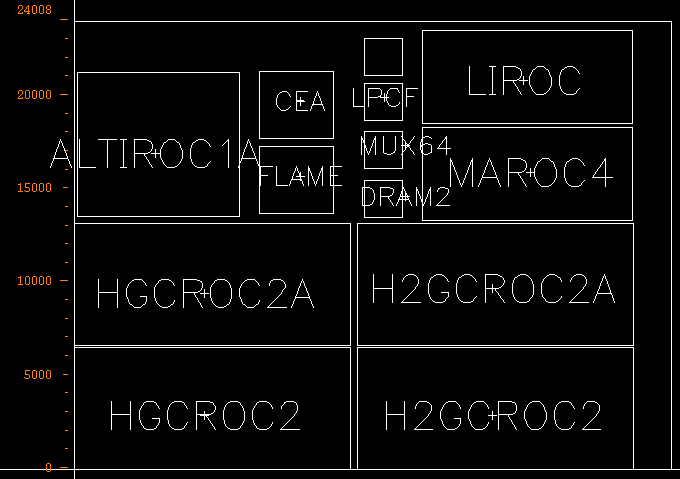 24008
20000
15000
10000
5000
0
LIROC
CEA
LPCF
ALTIROC1A
MUX64
FLAME
MAROC4
DRAM2
HGCROC2A
H2GCROC2A
HGCROC2
H2GCROC2